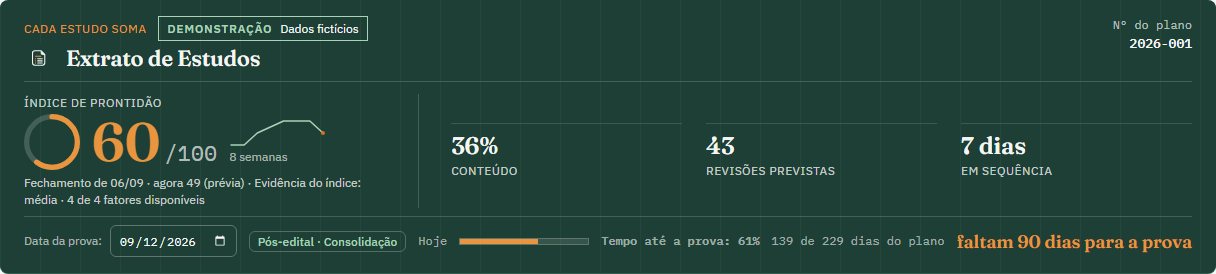 CADA ESTUDO SOMA
DEMONSTRAÇÃO Dados fictícios
Extrato de Estudos
Nº do plano
2026-001
ÍNDICE DE PRONTIDÃO
60/100
8 semanas
Fechamento de 06/09 · agora 49 (prévia) · Evidência do índice:
média · 4 de 4 fatores disponíveis
36%
CONTEÚDO
43
REVISÕES PREVISTAS
7 dias
EM SEQUÊNCIA
Data da prova: 09/12/2026 Pós-edital · Consolidação Hoje Tempo até a prova: 61% 139 de 229 dias do plano faltam 90 dias para a prova